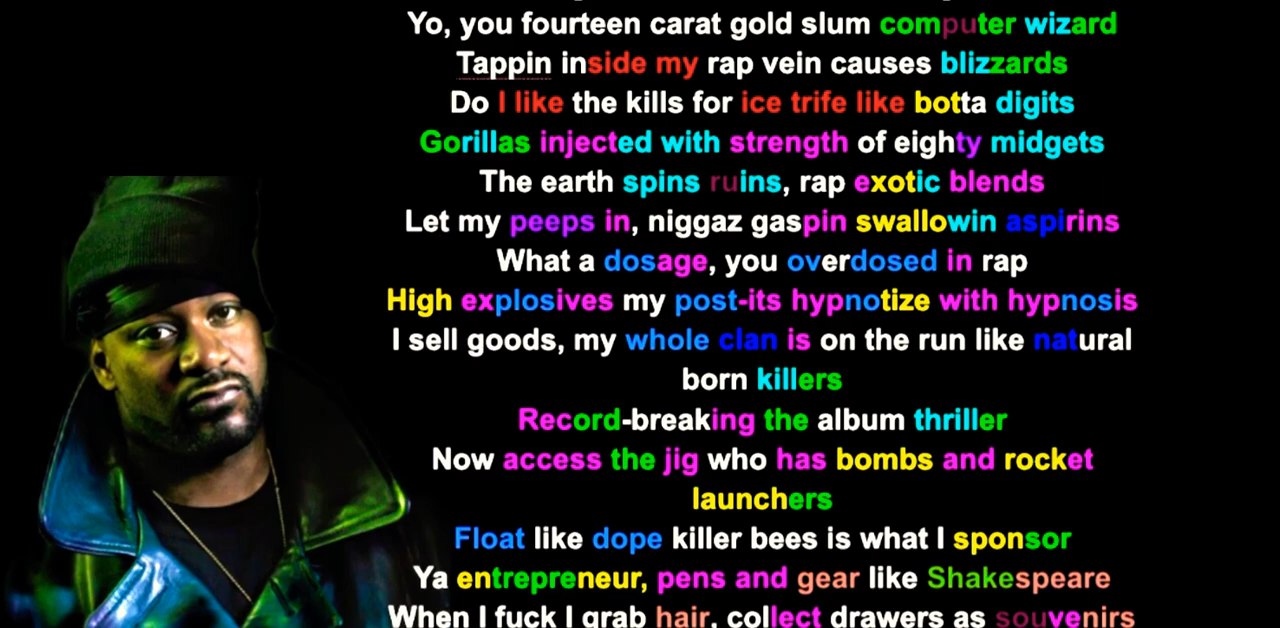 Yo, you fourteen carat gold slum computer wizard
Tappin inside my rap vein causes blizzards
Do I like the kills for ice trife like botta digits
Gorillas injected with strength of eighty midgets
The earth spins ruins, rap exotic blends
Let my peeps in, niggaz gaspin swallowin aspirins
What a dosage, you overdosed in rap
High explosives my post-its hypnotize with hypnosis
I sell goods, my whole clan is on the run like natural
born killers
Record-breaking the album thriller
Now access the jig who has bombs and rocket
launchers
Float like dope killer bees is what I sponsor
Ya entrepreneur, pens and gear like Shakespeare
When I fuck I grab hair, collect drawers as souvenirs